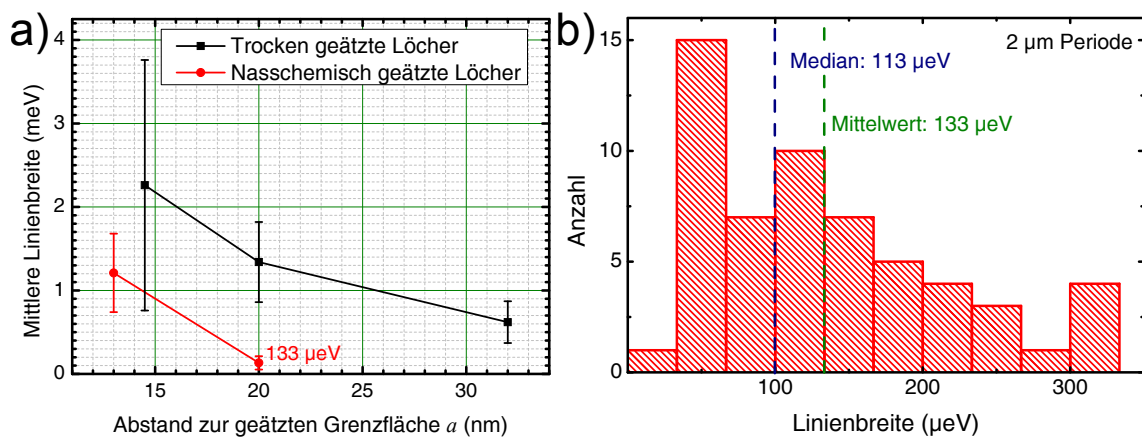 a)
Trocken geätzte Löcher
Nasschemisch geätzte Löcher
4
3
2
1
0
Mittlere Linienbreite (meV)
133 µeV
15
20
25
30
Abstand zur geätzten Grenzfläche a (nm)
b)
2 µm Periode
Median: 113 µeV
Mittelwert: 133 µeV
15
10
5
0
Anzahl
100
200
300
Linienbreite (µeV)